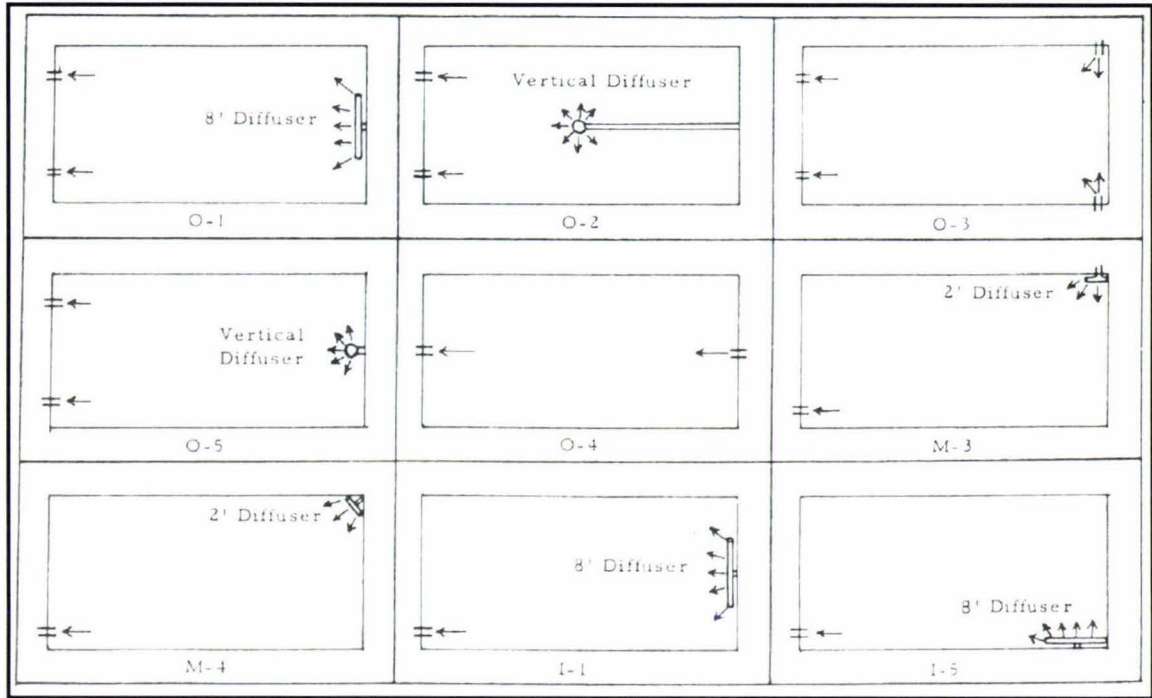 8' Diffuser
O-1
Vertical Diffuser
O-2
O-3
Vertical
Diffuser
O-5
O-4
2' Diffuser
M-3
2' Diffuser
M-4
8' Diffuser
I-1
8' Diffuser
I-5